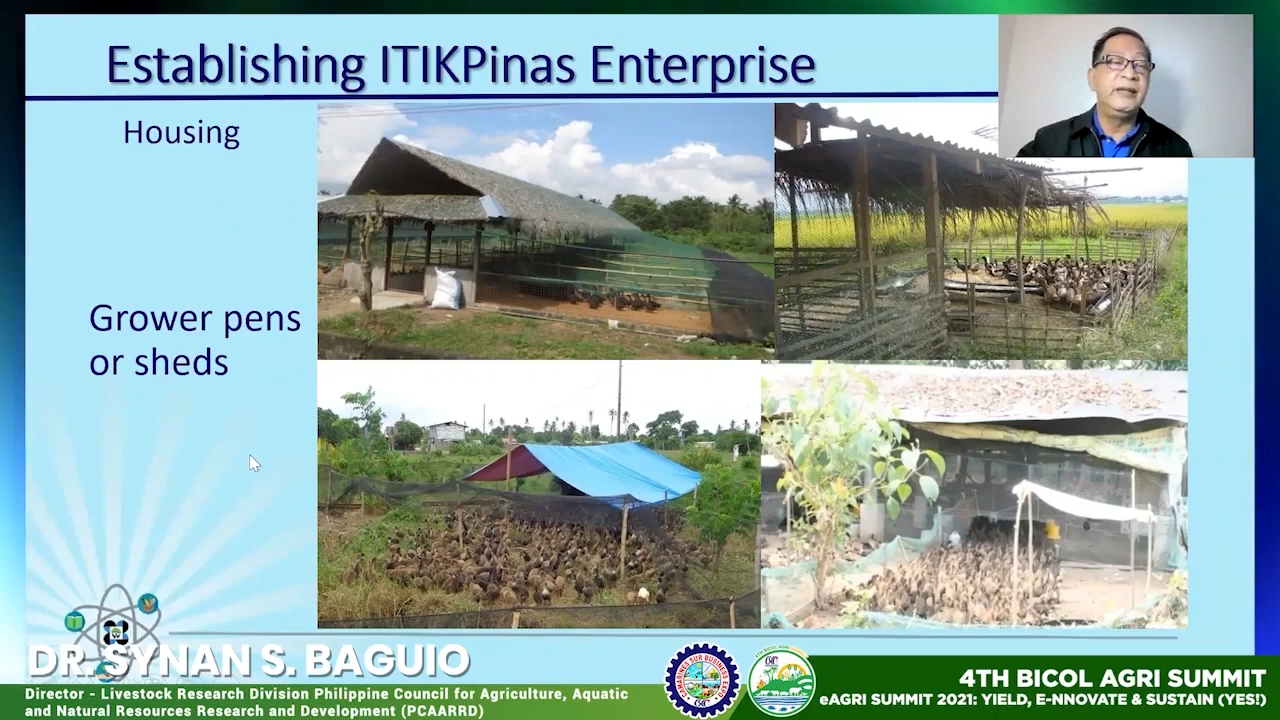 Establishing ITIKPinas Enterprise
Housing
Grower pens
or sheds
DR. SYNAN S. BAGUIO
Director - Livestock Research Division Philippine Council for Agriculture, Aquatic
and Natural Resources Research and Development (PCAARRD)
4TH BICOL AGRI SUMMIT
eAGRI SUMMIT 2021: YIELD, E-NNOVATE & SUSTAIN (YES!)